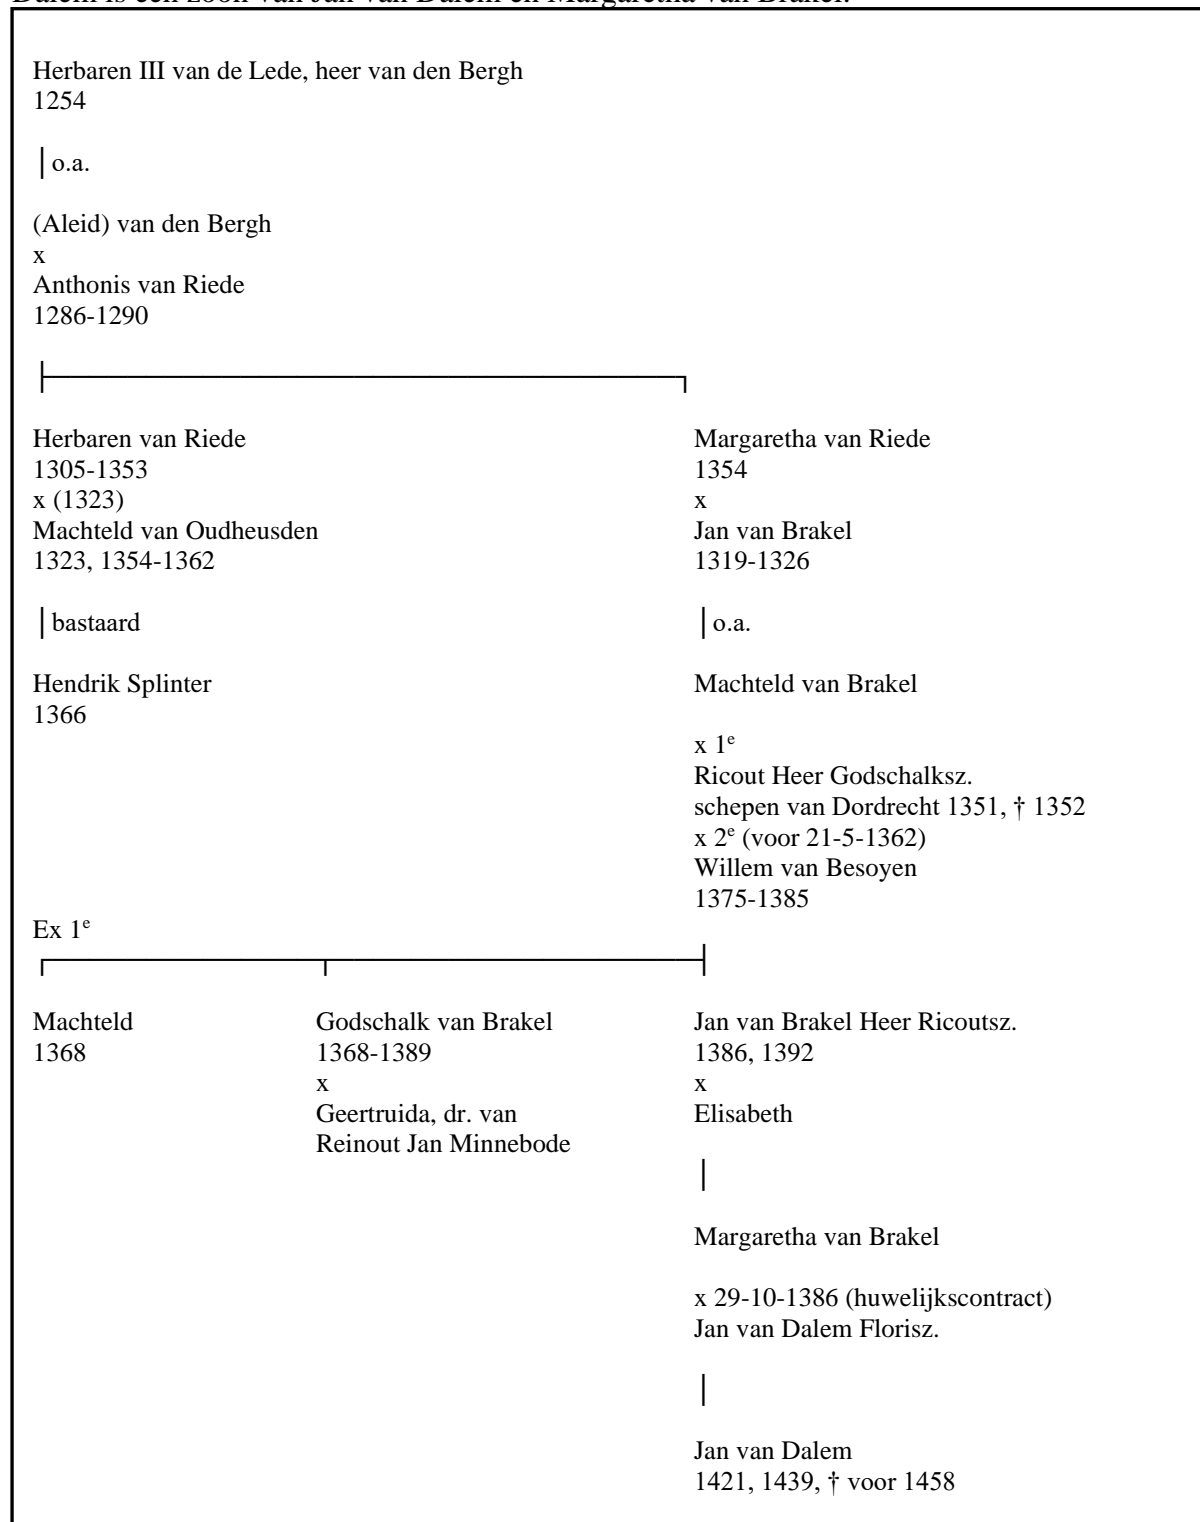 Dalem is een zoon van Jan van Dalem en Margaretha van Brakel.
Herbaren III van de Lede, heer van den Bergh
1254
o.a.
(Aleid) van den Bergh
x
Anthonis van Riede
1286-1290
Herbaren van Riede
1305-1353
x (1323)
Machteld van Oudheusden
1323, 1354-1362
bastaard
Hendrik Splinter
1366
Margaretha van Riede
1354
x
Jan van Brakel
1319-1326
o.a.
Machteld van Brakel
x 1e
Ricout Heer Godschalksz.
schepen van Dordrecht 1351, † 1352
x 2e (voor 21-5-1362)
Willem van Besoyen
1375-1385
Ex 1e
Machteld
1368
Godschalk van Brakel
1368-1389
x
Geertruida, dr. van
Reinout Jan Minnebode
Jan van Brakel Heer Ricoutsz.
1386, 1392
x
Elisabeth
Margaretha van Brakel
x 29-10-1386 (huwelijkscontract)
Jan van Dalem Florisz.
Jan van Dalem
1421, 1439, † voor 1458